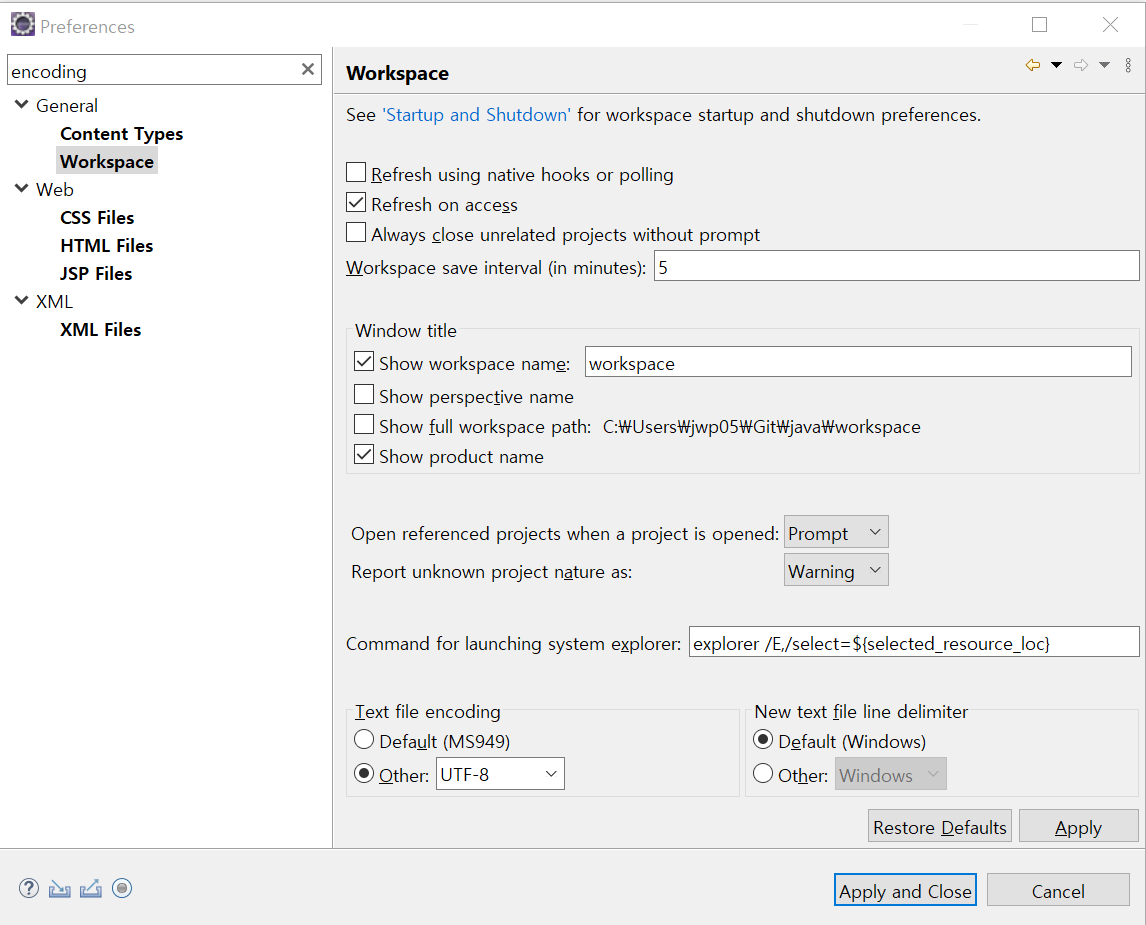 Preferences
encoding
General
Content Types
Workspace
Web
CSS Files
HTML Files
JSP Files
XML
XML Files
Workspace
See 'Startup and Shutdown' for workspace startup and shutdown preferences.
Refresh using native hooks or polling
Refresh on access
Always close unrelated projects without prompt
Workspace save interval (in minutes): 5
Window title
Show workspace name: workspace
Show perspective name
Show full workspace path: C:₩Users₩jwp05₩Git₩java₩workspace
Show product name
Open referenced projects when a project is opened: Prompt
Report unknown project nature as: Warning
Command for launching system explorer: explorer /E,/select=${selected_resource_loc}
Text file encoding
Default (MS949)
Other: UTF-8
New text file line delimiter
Default (Windows)
Other: Windows
Restore Defaults Apply
Apply and Close Cancel